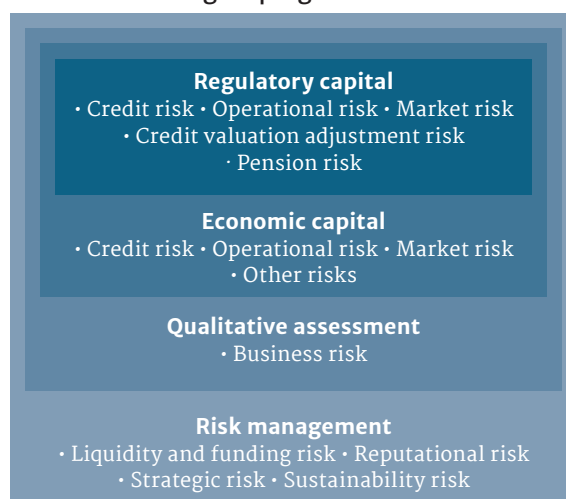 Regulatory capital
• Credit risk • Operational risk • Market risk
• Credit valuation adjustment risk
· Pension risk
Economic capital
• Credit risk • Operational risk • Market risk
• Other risks
Qualitative assessment
• Business risk
Risk management
• Liquidity and funding risk • Reputational risk
• Strategic risk • Sustainability risk